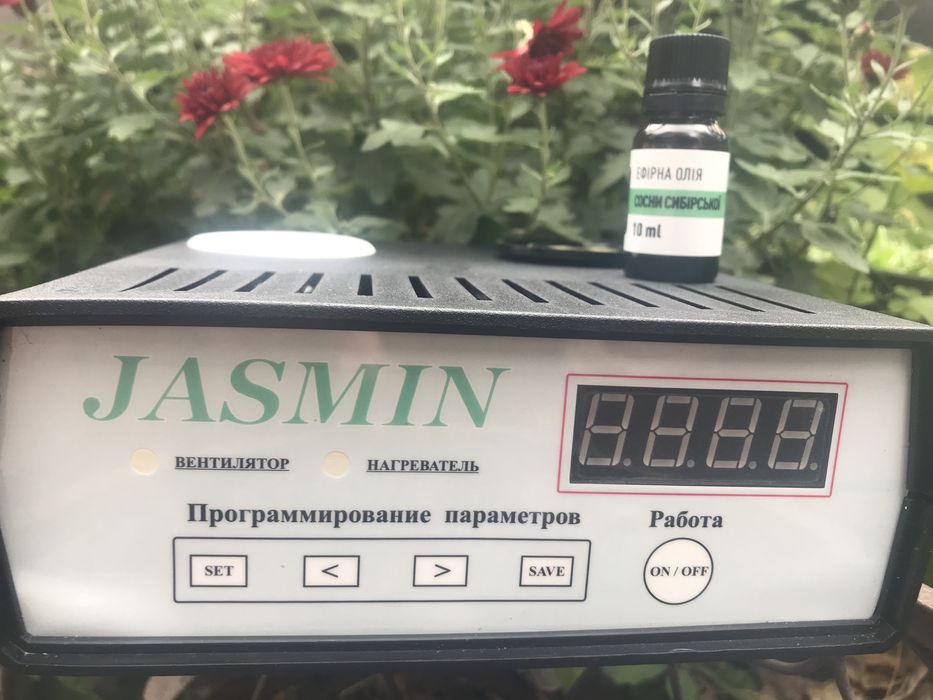 ЕФІРНА ОЛІЯ
СОСНИ СИБІРСЬКОЇ
10 ml
JASMIN
ВЕНТИЛЯТОР НАГРЕВАТЕЛЬ
Программирование параметров
Работа
SET < > SAVE
ON / OFF